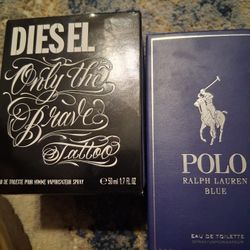 DIESEL
Only the
Brave
Tattoo
EAU DE TOILETTE POUR HOMME VAPORISATEUR SPRAY
℮ 50 ml 1.7 FL.OZ
POLO
RALPH LAUREN
BLUE
EAU DE TOILETTE